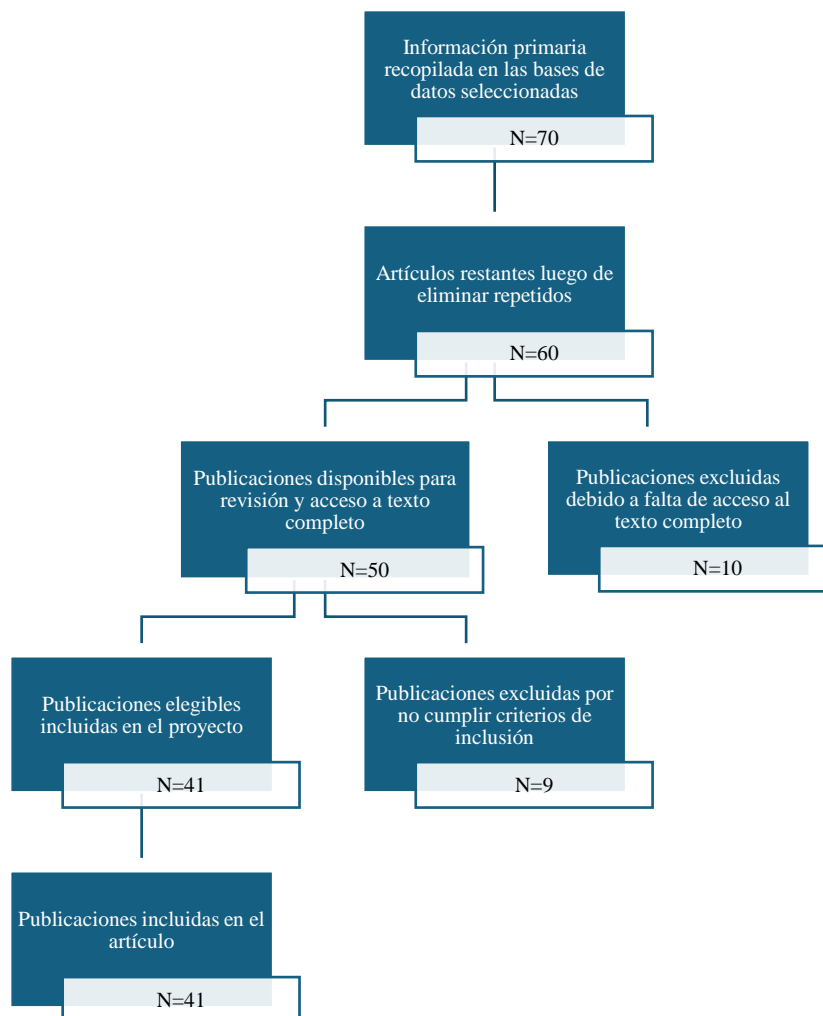 Información primaria
recopilada en las bases de
datos seleccionadas
N=70
Artículos restantes luego de
eliminar repetidos
N=60
Publicaciones disponibles para
revisión y acceso a texto
completo
N=50
Publicaciones excluidas
debido a falta de acceso al
texto completo
N=10
Publicaciones elegibles
incluidas en el proyecto
N=41
Publicaciones excluidas por
no cumplir criterios de
inclusión
N=9
Publicaciones incluidas en el
artículo
N=41